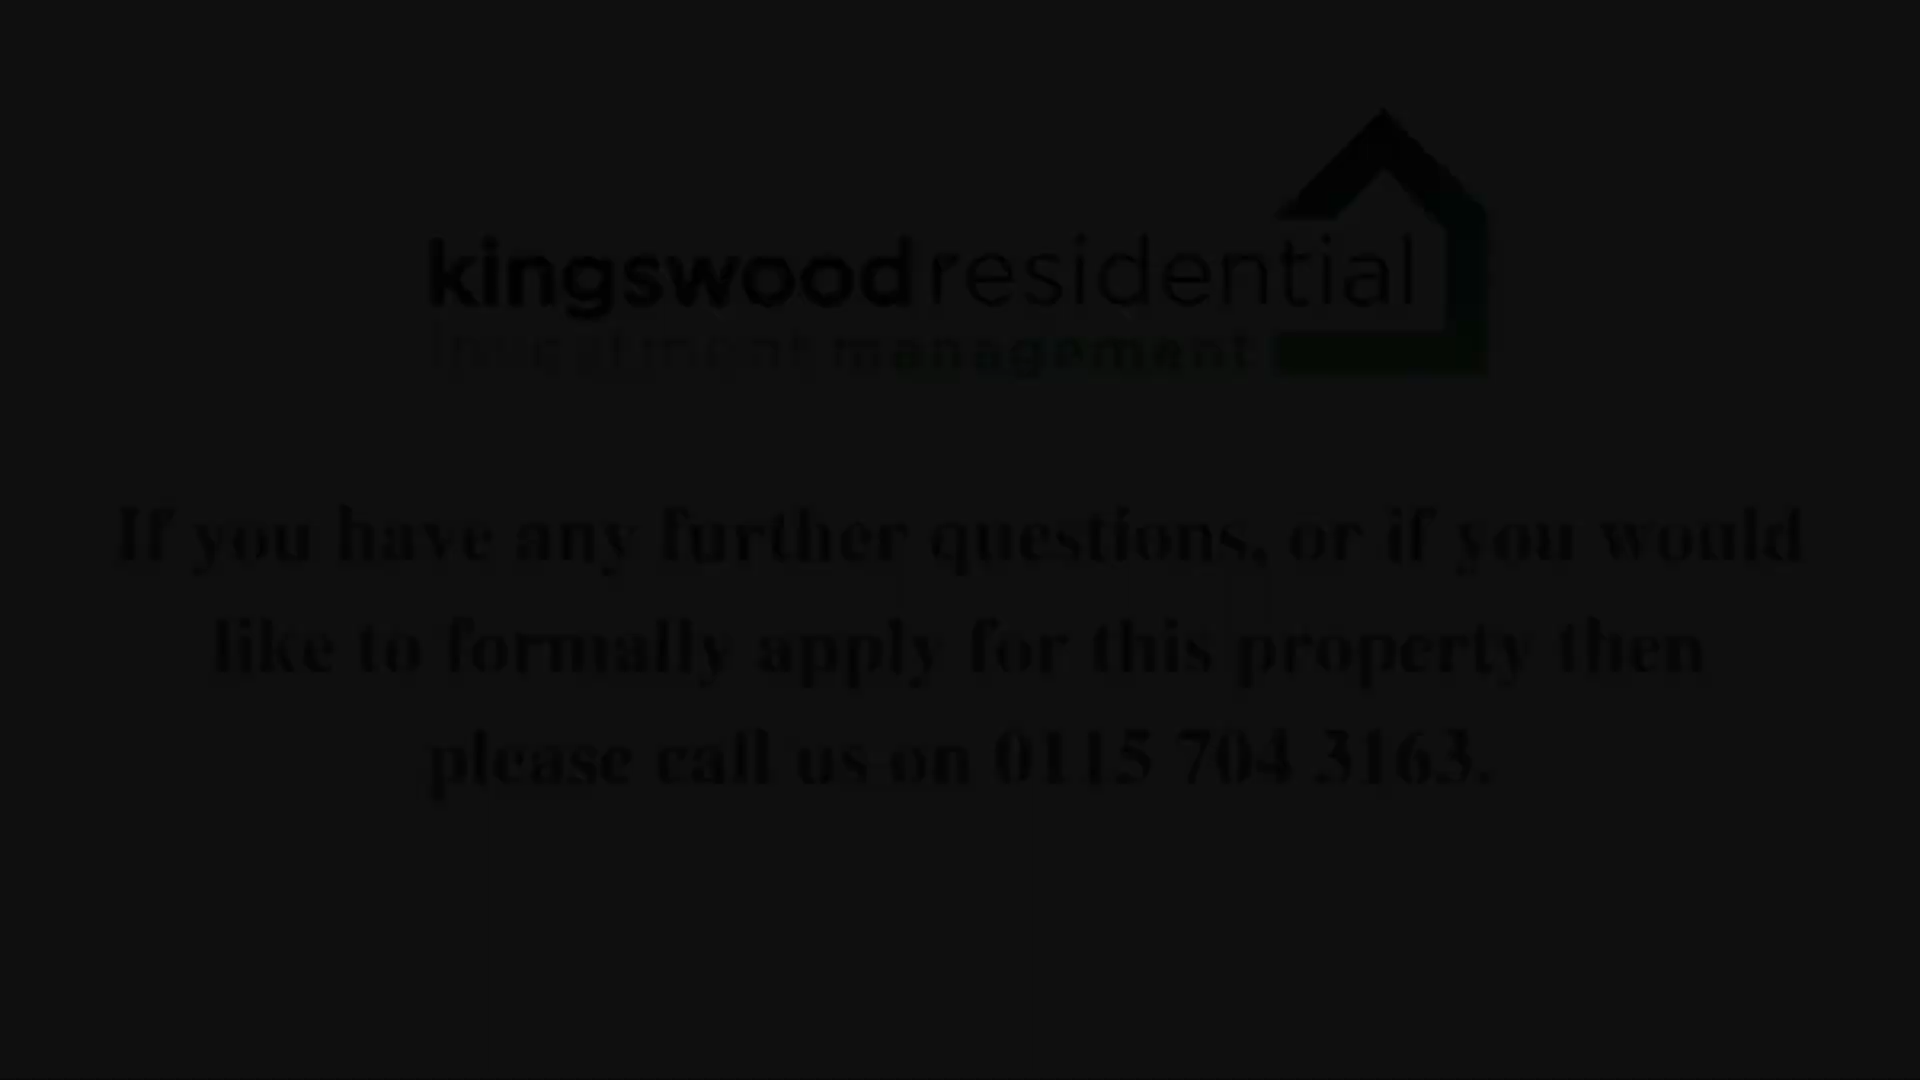 kingswoodresidential
investment management
If you have any further questions, or if you would
like to formally apply for this property then
please call us on 0115 704 3163.